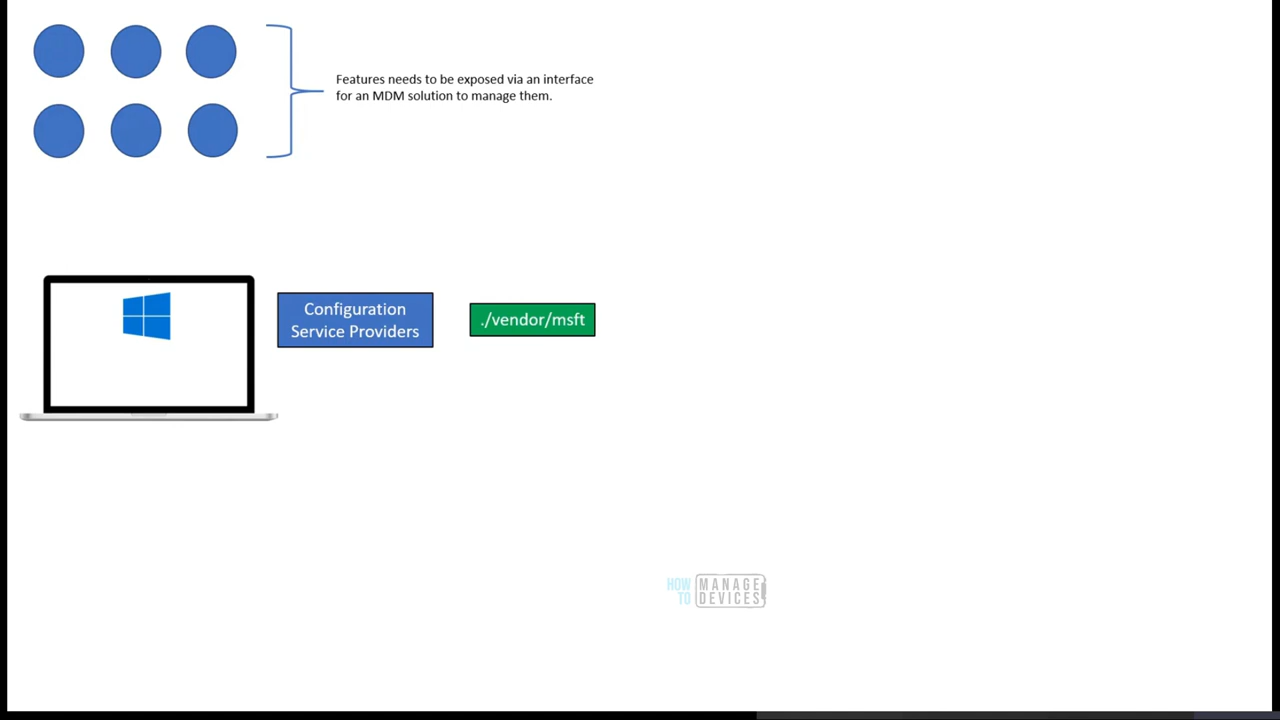 Features needs to be exposed via an interface
for an MDM solution to manage them.
Configuration
Service Providers
./vendor/msft
HOW
TO
MANAGE
DEVICES